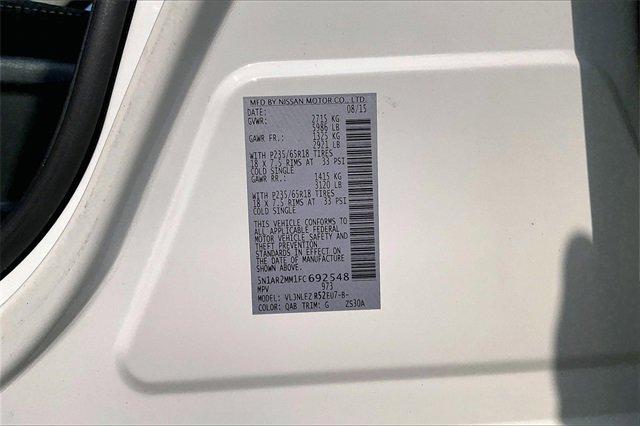 MFD BY NISSAN MOTOR CO., LTD.
DATE: 08/15
GVWR: 2715 KG
5986 LB
GAWR FR.: 1325 KG
2921 LB
WITH P235/65R18 TIRES
18 X 7.5 RIMS AT 33 PSI
COLD SINGLE
GAWR RR.: 1415 KG
3120 LB
WITH P235/65R18 TIRES
18 X 7.5 RIMS AT 33 PSI
COLD SINGLE
THIS VEHICLE CONFORMS TO
ALL APPLICABLE FEDERAL
MOTOR VEHICLE SAFETY AND
THEFT PREVENTION
STANDARDS IN EFFECT ON
THE DATE OF MANUFACTURE
SHOWN ABOVE.
5N1AR2MM1FC692548
MPV 973
MODEL: VLJNLEZ R52EU7-B-
COLOR: QAB TRIM: G ZS30A